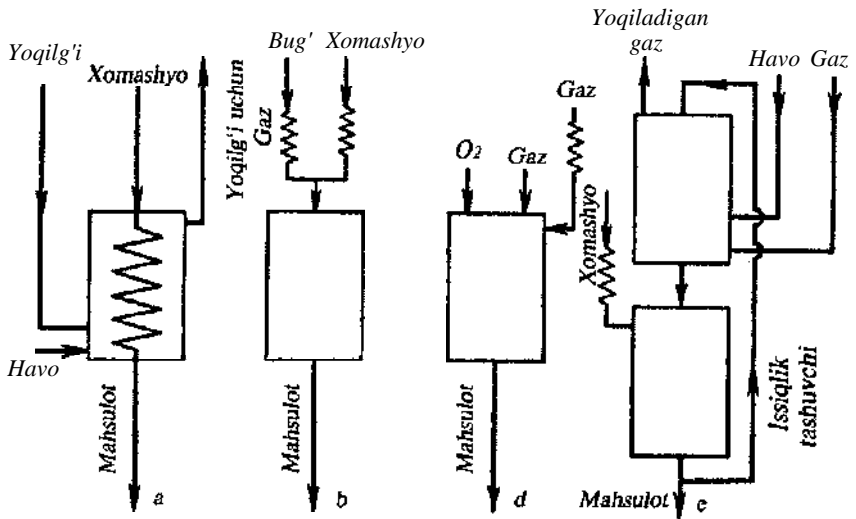 Yoqilg'i
Xomashyo
Yoqilg'i uchun
Gaz
Havo
Mahsulot
a
Bug'
Xomashyo
Mahsulot
b
O2
Gaz
Gaz
Mahsulot
d
Yoqiladigan
gaz
Havo
Gaz
Xomashyo
Issiqlik
tashuvchi
Mahsulot
e